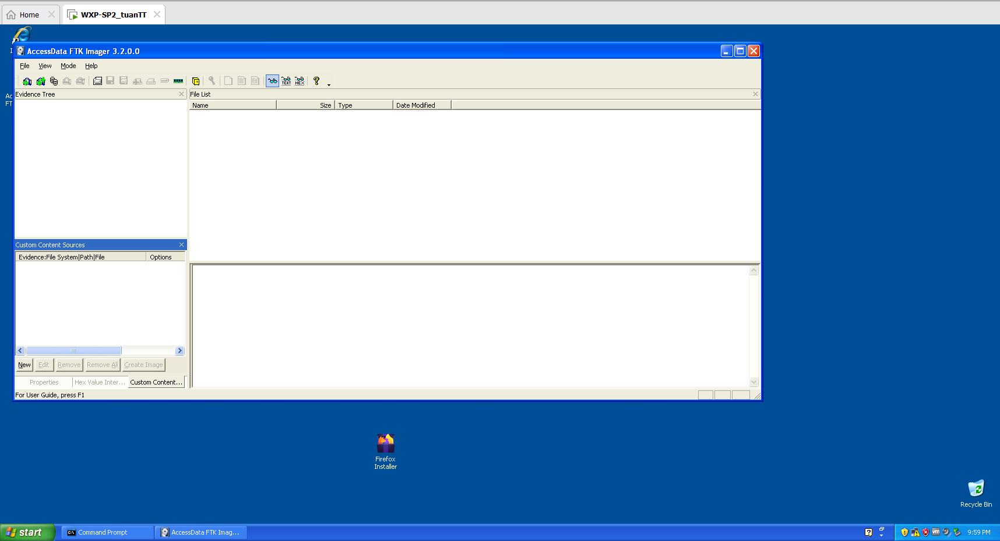 Home
WXP-SP2_tuanTT
I
AccessData FTK Imager 3.2.0.0
File View Mode Help
TEXT HEX
Ac
FT
Evidence Tree
File List
Name Size Type Date Modified
Custom Content Sources
Evidence:File System|Path|File Options
New Edit Remove Remove All Create Image
Properties Hex Value Inter... Custom Content...
For User Guide, press F1
Firefox
Installer
Recycle Bin
start
C:\
Command Prompt
AccessData FTK Imag...
vm
9:59 PM